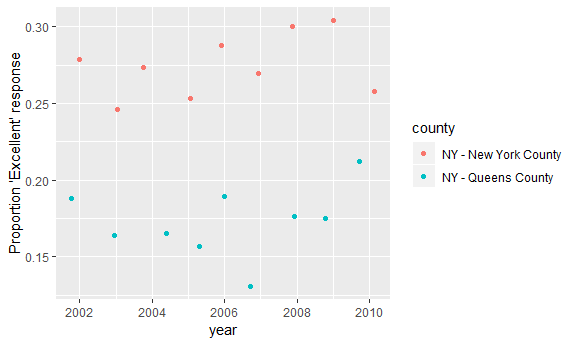 Proportion 'Excellent' response
0.30
0.25
0.20
0.15
2002 2004 2006 2008 2010
year
county
NY - New York County
NY - Queens County